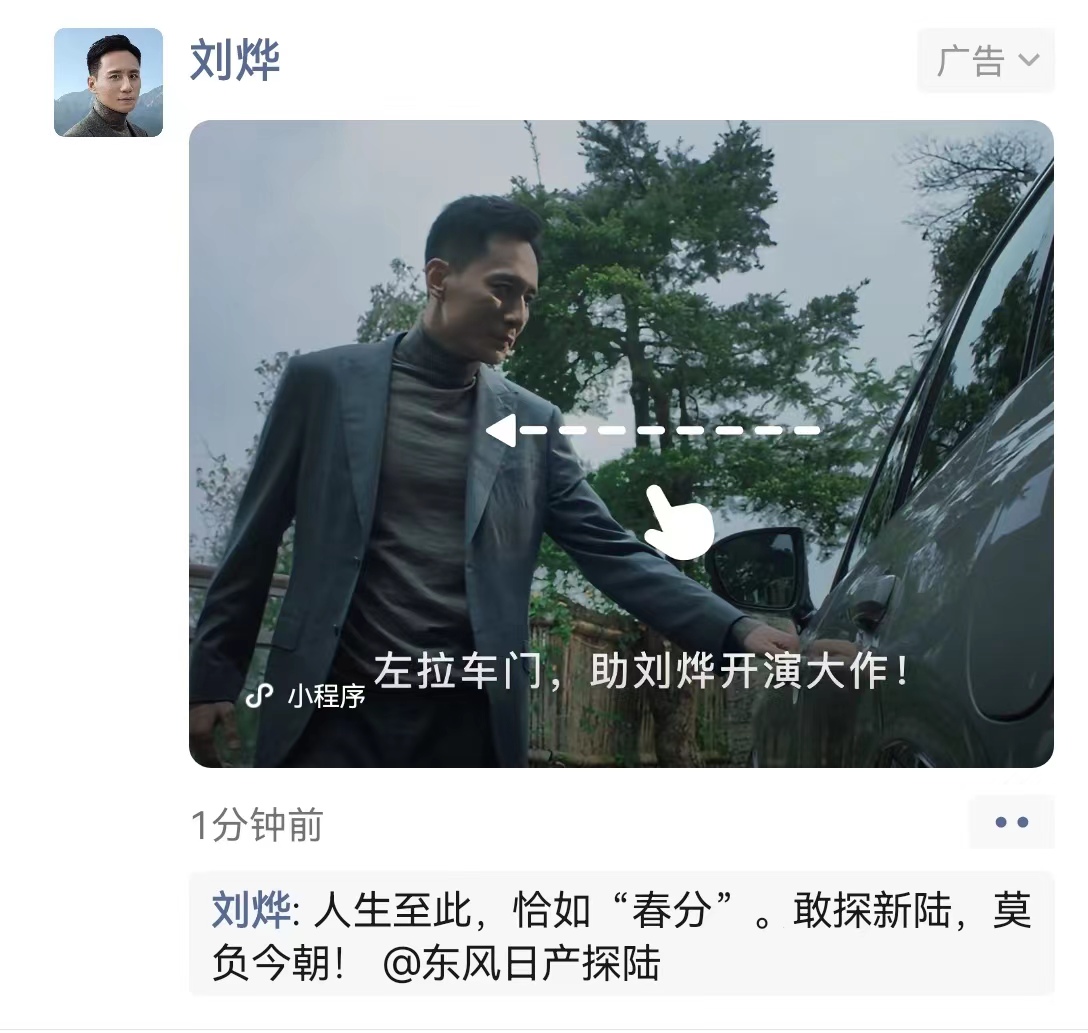 刘烨
广告
左拉车门，助刘烨开演大作！
小程序
1分钟前
刘烨: 人生至此，恰如“春分”。敢探新陆，莫
负今朝！ @东风日产探陆